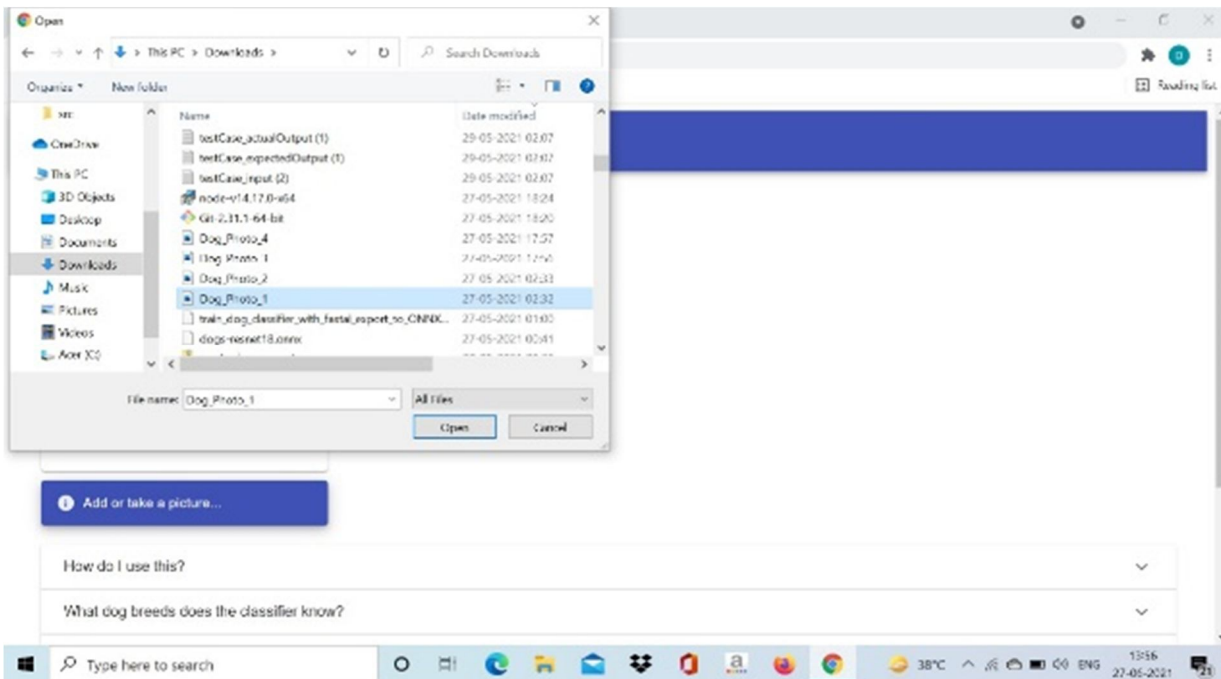 Open
This PC > Downloads >
Search Downloads
Organize
New folder
src
OneDrive
This PC
3D Objects
Desktop
Documents
Downloads
Music
Pictures
Videos
Acer (C:)
Name Date modified
testCase_actualOutput (1) 29-05-2021 02:07
testCase_expectedOutput (1) 29-05-2021 02:07
testCase_input (2) 29-05-2021 02:07
node-v14.17.0-x64 27-05-2021 18:24
Git-2.31.1-64-bit 27-05-2021 18:20
Dog_Photo_4 27-05-2021 17:57
Dog_Photo_3 27-05-2021 17:56
Dog_Photo_2 27-05-2021 02:33
Dog_Photo_1 27-05-2021 02:32
train_dog_classifier_with_fastai_export_to_ONNX... 27-05-2021 01:00
dogs-resnet18.onnx 27-05-2021 00:41
File name: Dog_Photo_1
All Files
Open Cancel
Reading list
Add or take a picture...
How do I use this?
What dog breeds does the classifier know?
Type here to search
38°C
ENG
13:56
21